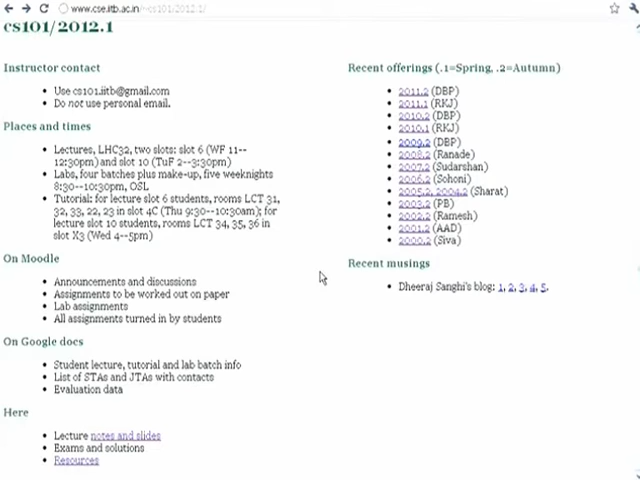 www.cse.iitb.ac.in/~cs101/2012.1/
cs101/2012.1
Instructor contact
Use cs101.iitb@gmail.com
Do not use personal email.
Places and times
Lectures, LHC32, two slots: slot 6 (WF 11--
12:30pm) and slot 10 (TuF 2--3:30pm)
Labs, four batches plus make-up, five weeknights
8:30--10:30pm, OSL
Tutorial: for lecture slot 6 students, rooms LCT 31,
32, 33, 22, 23 in slot 4C (Thu 9:30--10:30am); for
lecture slot 10 students, rooms LCT 34, 35, 36 in
slot X3 (Wed 4--5pm)
On Moodle
Announcements and discussions
Assignments to be worked out on paper
Lab assignments
All assignments turned in by students
On Google docs
Student lecture, tutorial and lab batch info
List of STAs and JTAs with contacts
Evaluation data
Here
Lecture notes and slides
Exams and solutions
Resources
Recent offerings (.1=Spring, .2=Autumn)
2011.2 (DBP)
2011.1 (RKJ)
2010.2 (DBP)
2010.1 (RKJ)
2009.2 (DBP)
2008.2 (Ranade)
2007.2 (Sudarshan)
2006.2 (Sohoni)
2005.2, 2004.2 (Sharat)
2003.2 (PB)
2002.2 (Ramesh)
2001.2 (AAD)
2000.2 (Siva)
Recent musings
Dheeraj Sanghi's blog: 1, 2, 3, 4, 5.